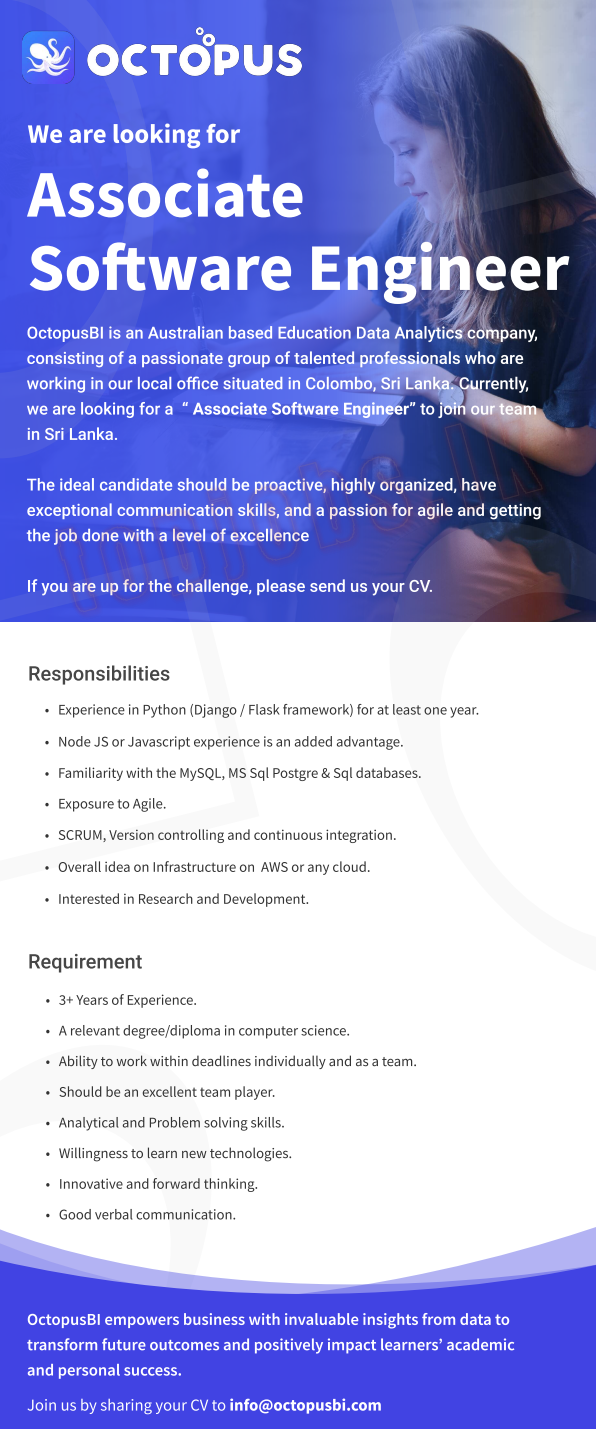 OCTOPUS
We are looking for
Associate
Software Engineer
OctopusBI is an Australian based Education Data Analytics company,
consisting of a passionate group of talented professionals who are
working in our local office situated in Colombo, Sri Lanka. Currently,
we are looking for a “ Associate Software Engineer” to join our team
in Sri Lanka.
The ideal candidate should be proactive, highly organized, have
exceptional communication skills, and a passion for agile and getting
the job done with a level of excellence
If you are up for the challenge, please send us your CV.
topjobs.lk
Responsibilities
• Experience in Python (Django / Flask framework) for at least one year.
• Node JS or Javascript experience is an added advantage.
• Familiarity with the MySQL, MS Sql Postgre & Sql databases.
• Exposure to Agile.
• SCRUM, Version controlling and continuous integration.
• Overall idea on Infrastructure on AWS or any cloud.
• Interested in Research and Development.
Requirement
• 3+ Years of Experience.
• A relevant degree/diploma in computer science.
• Ability to work within deadlines individually and as a team.
• Should be an excellent team player.
• Analytical and Problem solving skills.
• Willingness to learn new technologies.
• Innovative and forward thinking.
• Good verbal communication.
OctopusBI empowers business with invaluable insights from data to
transform future outcomes and positively impact learners’ academic
and personal success.
Join us by sharing your CV to info@octopusbi.com